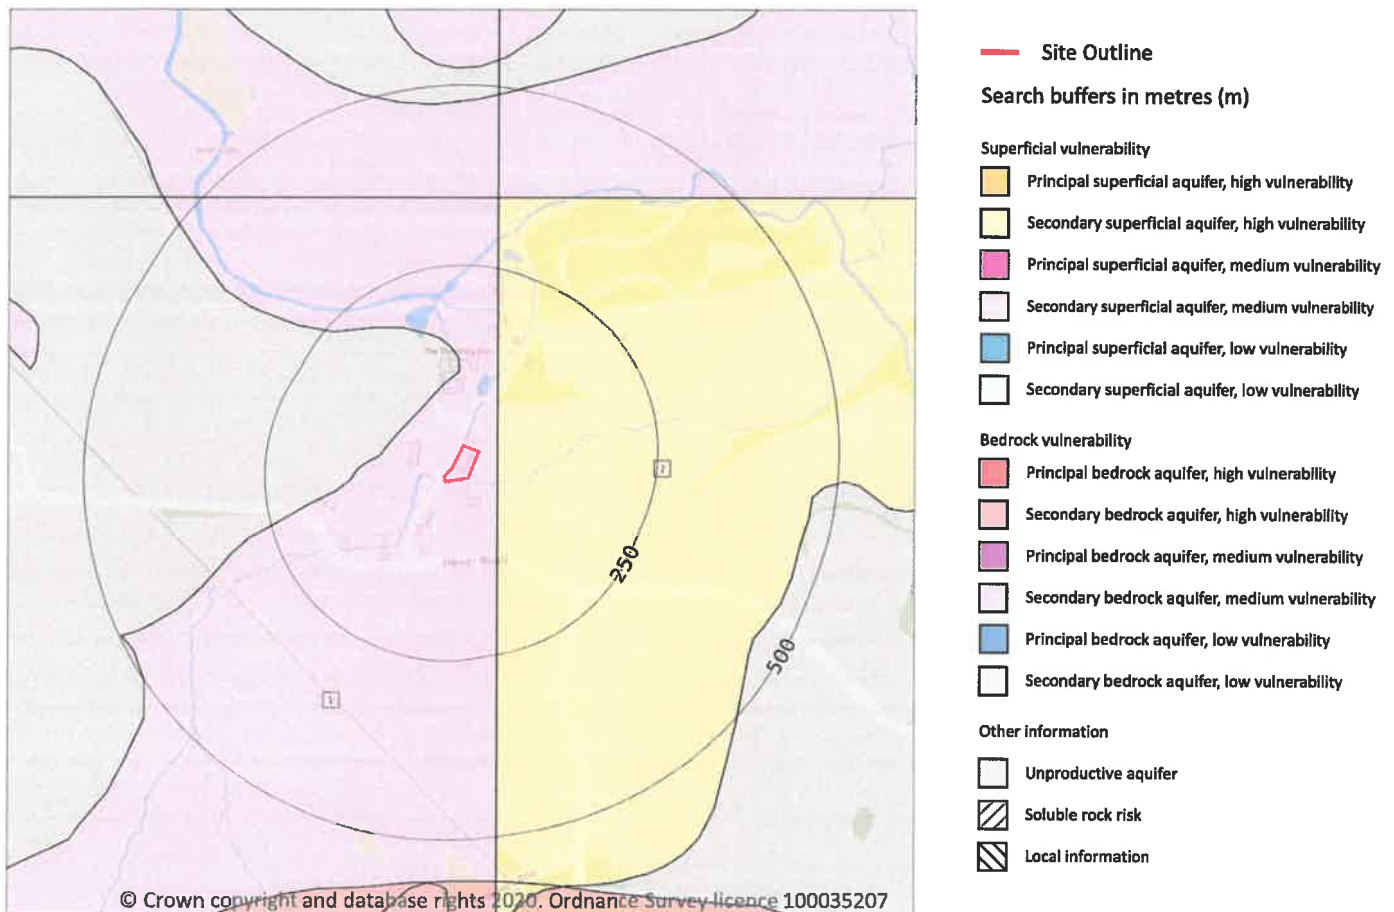 250
2
500
1
© Crown copyright and database rights 2020. Ordnance Survey licence 100035207
Site Outline
Search buffers in metres (m)
Superficial vulnerability
Principal superficial aquifer, high vulnerability
Secondary superficial aquifer, high vulnerability
Principal superficial aquifer, medium vulnerability
Secondary superficial aquifer, medium vulnerability
Principal superficial aquifer, low vulnerability
Secondary superficial aquifer, low vulnerability
Bedrock vulnerability
Principal bedrock aquifer, high vulnerability
Secondary bedrock aquifer, high vulnerability
Principal bedrock aquifer, medium vulnerability
Secondary bedrock aquifer, medium vulnerability
Principal bedrock aquifer, low vulnerability
Secondary bedrock aquifer, low vulnerability
Other information
Unproductive aquifer
Soluble rock risk
Local information